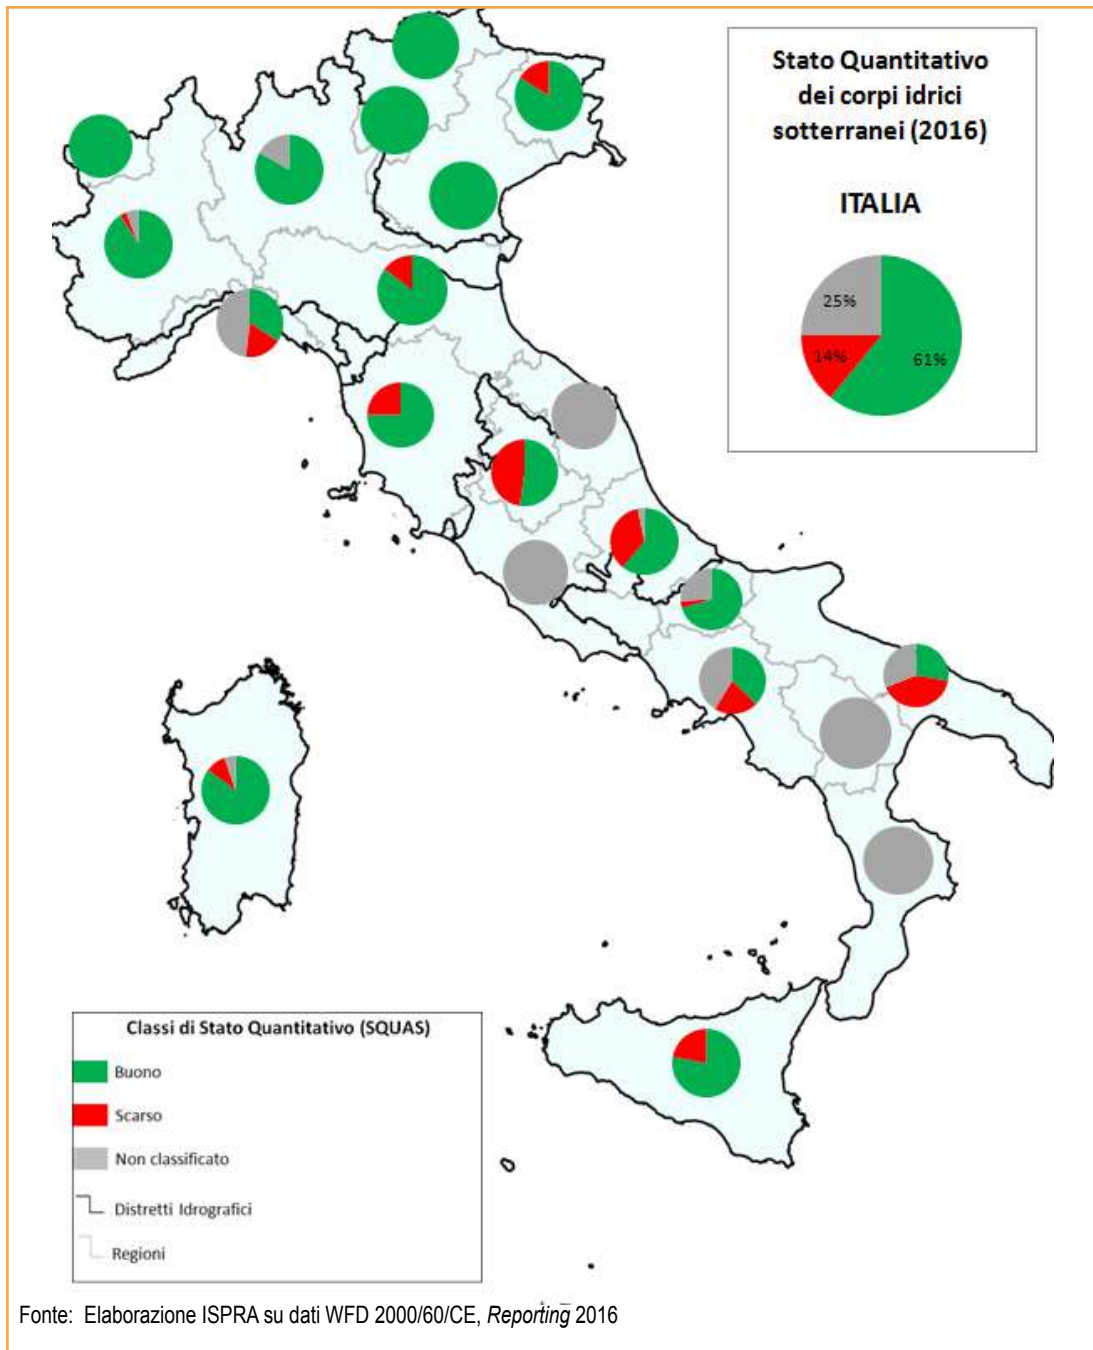 Stato Quantitativo
dei corpi idrici
sotterranei (2016)
ITALIA
25%
14%
61%
Classi di Stato Quantitativo (SQUAS)
Buono
Scarso
Non classificato
Distretti Idrografici
Regioni
Fonte: Elaborazione ISPRA su dati WFD 2000/60/CE, Reporting 2016